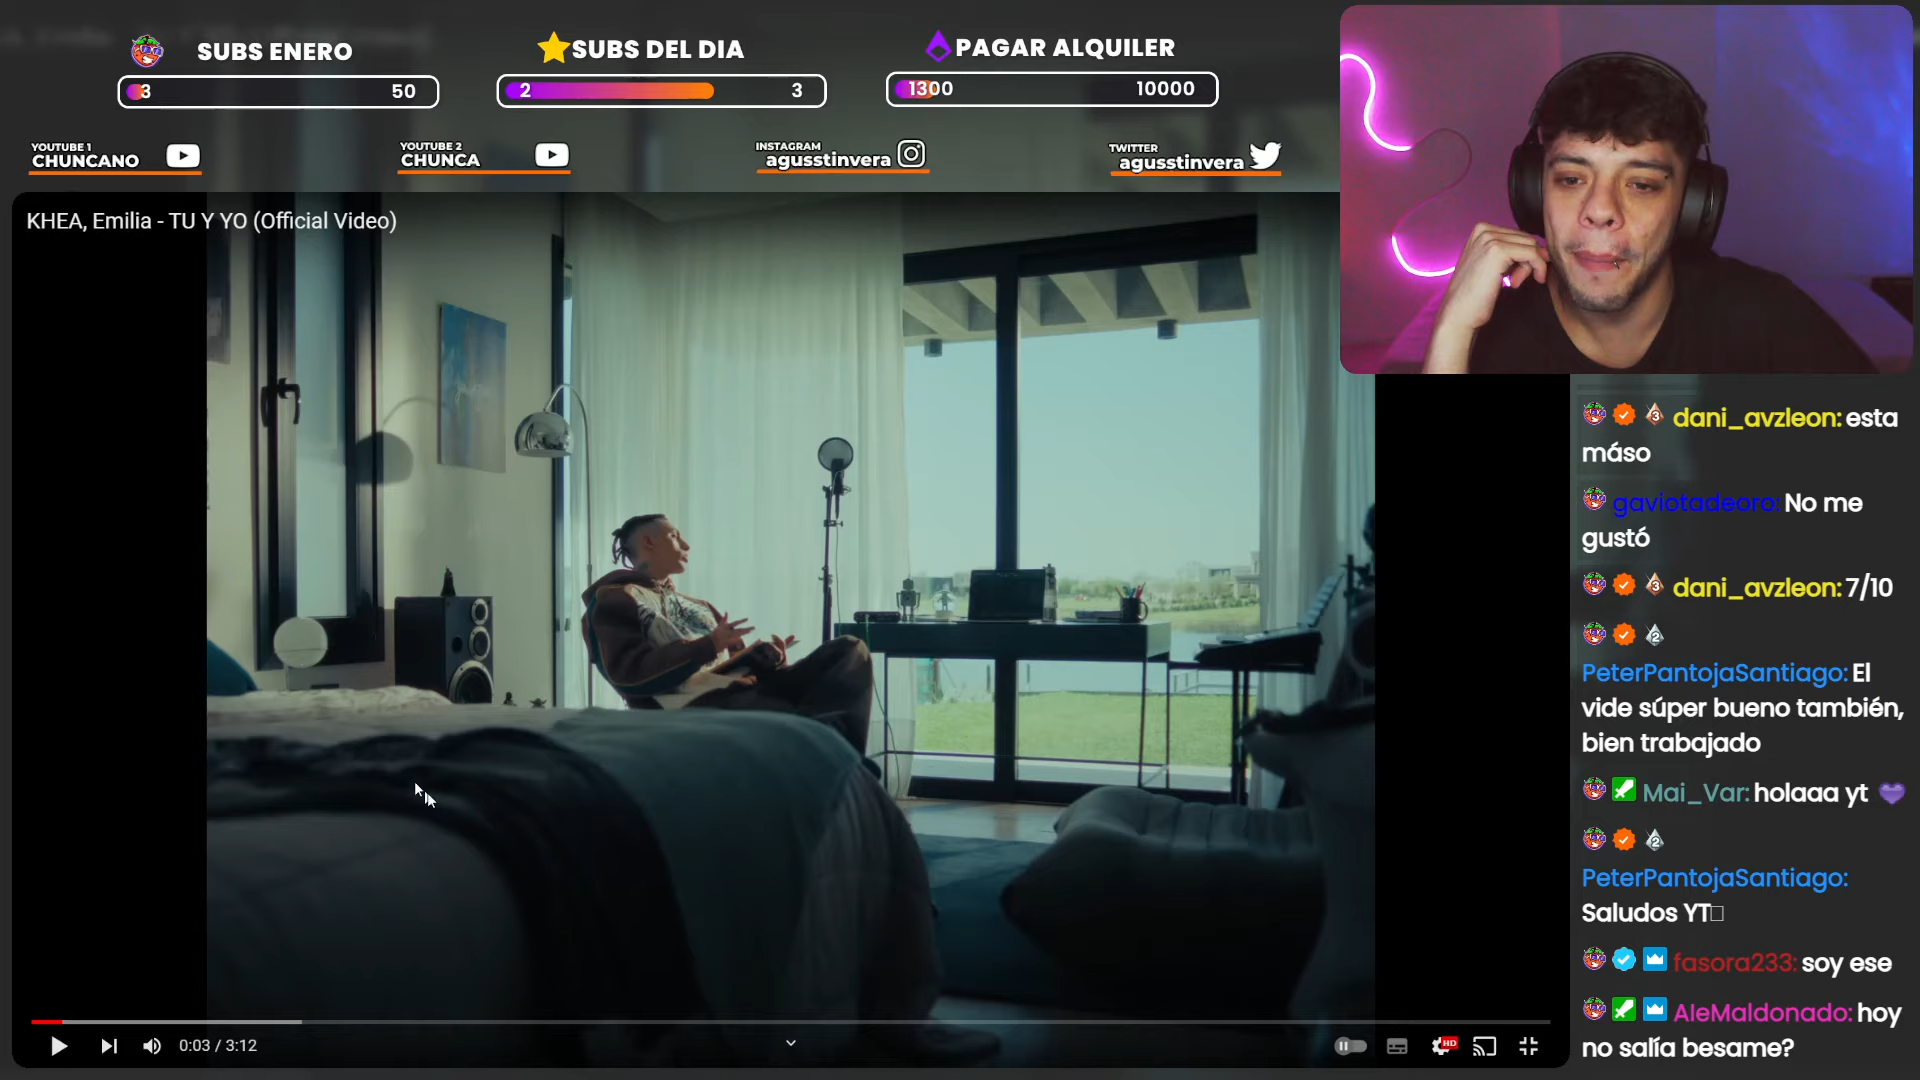 SUBS ENERO
3 50
SUBS DEL DIA
2 3
PAGAR ALQUILER
1300 10000
YOUTUBE 1
CHUNCANO
YOUTUBE 2
CHUNCA
INSTAGRAM
agusstinvera
TWITTER
agusstinvera
KHEA, Emilia - TU Y YO (Official Video)
dani_avzleon: esta
máso
gaviotadeoro: No me
gustó
dani_avzleon: 7/10
PeterPantojaSantiago: El
vide súper bueno también,
bien trabajado
Mai_Var: holaaa yt
PeterPantojaSantiago:
Saludos YT
fasora233: soy ese
AleMaldonado: hoy
no salía besame?
0:03 / 3:12
HD